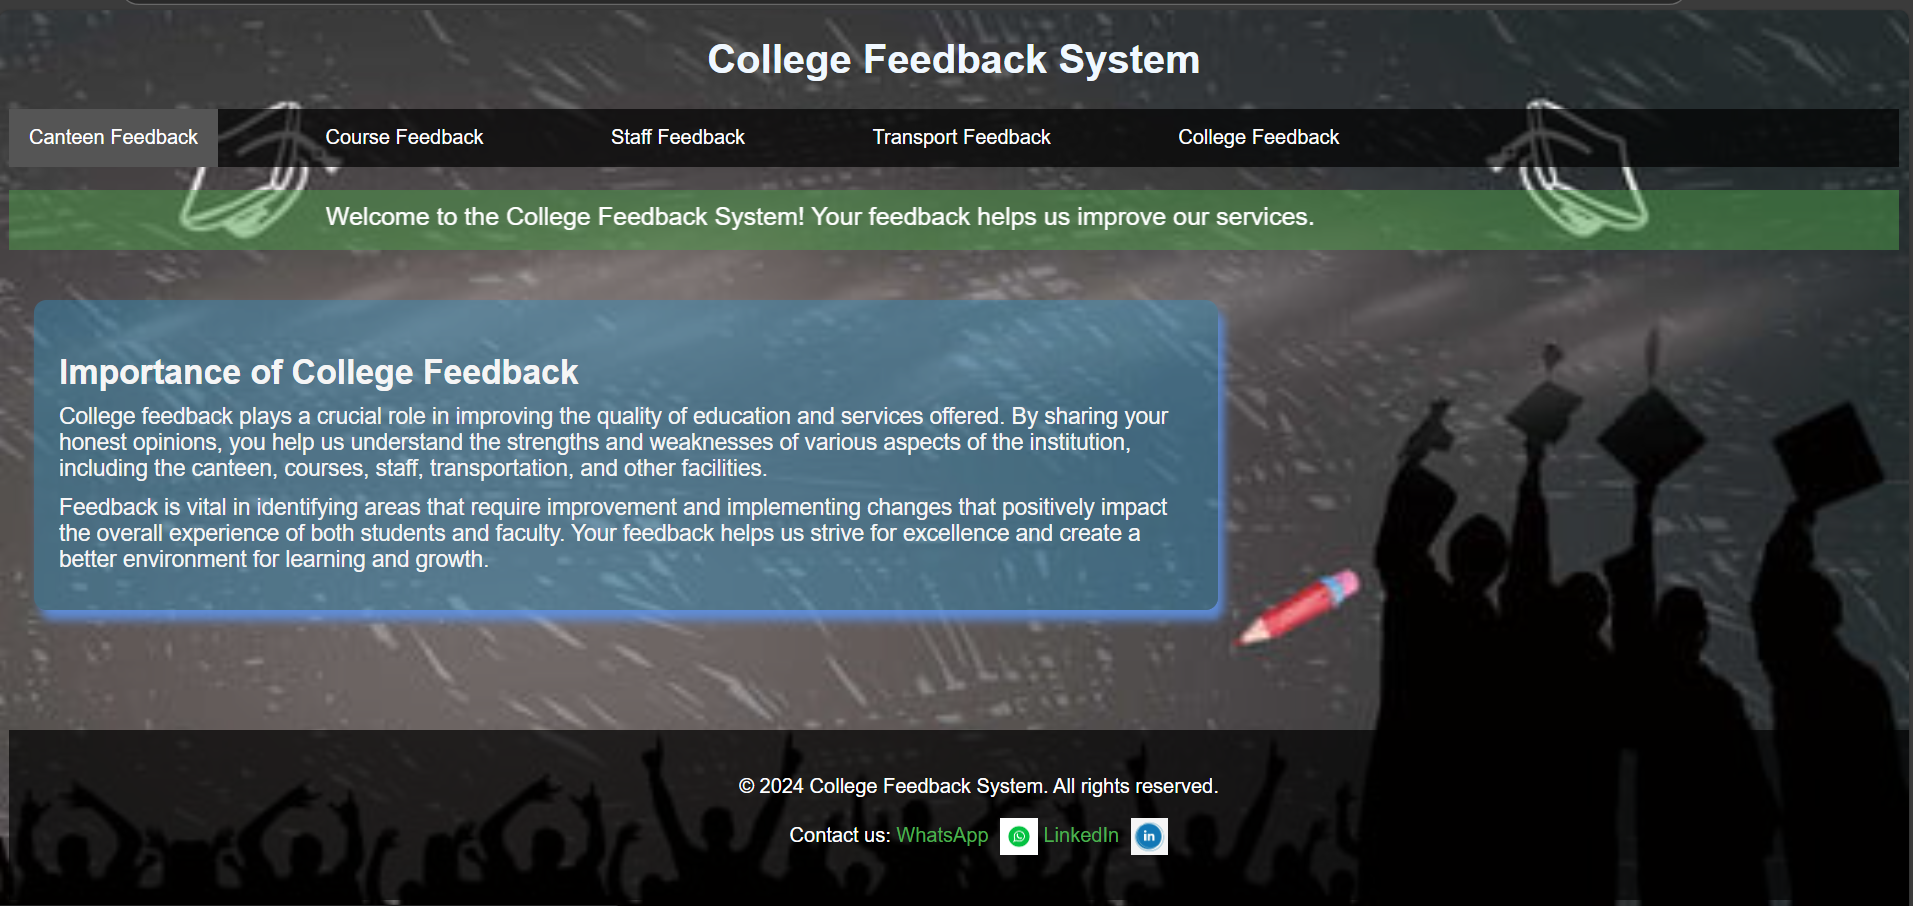 College Feedback System
Canteen Feedback Course Feedback Staff Feedback Transport Feedback College Feedback
Welcome to the College Feedback System! Your feedback helps us improve our services.
Importance of College Feedback
College feedback plays a crucial role in improving the quality of education and services offered. By sharing your
honest opinions, you help us understand the strengths and weaknesses of various aspects of the institution,
including the canteen, courses, staff, transportation, and other facilities.
Feedback is vital in identifying areas that require improvement and implementing changes that positively impact
the overall experience of both students and faculty. Your feedback helps us strive for excellence and create a
better environment for learning and growth.
© 2024 College Feedback System. All rights reserved.
Contact us: WhatsApp LinkedIn in